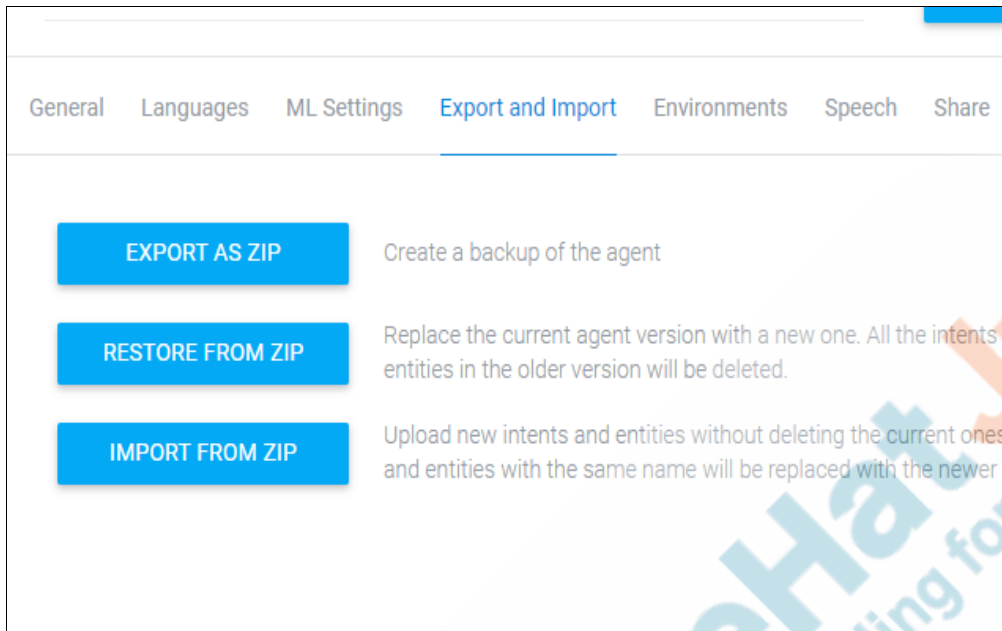 General Languages ML Settings Export and Import Environments Speech Share
EXPORT AS ZIP Create a backup of the agent
RESTORE FROM ZIP Replace the current agent version with a new one. All the intents
entities in the older version will be deleted.
IMPORT FROM ZIP Upload new intents and entities without deleting the current ones
and entities with the same name will be replaced with the newer
eHat J
ding for